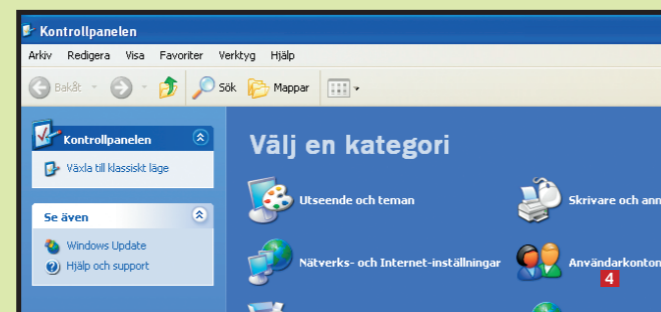 Kontrollpanelen
Arkiv Redigera Visa Favoriter Verktyg Hjälp
Bakåt Sök Mappar
Kontrollpanelen
Växla till klassiskt läge
Se även
Windows Update
Hjälp och support
Välj en kategori
Utseende och teman
Skrivare och ann
Nätverks- och Internet-inställningar
Användarkonton
4